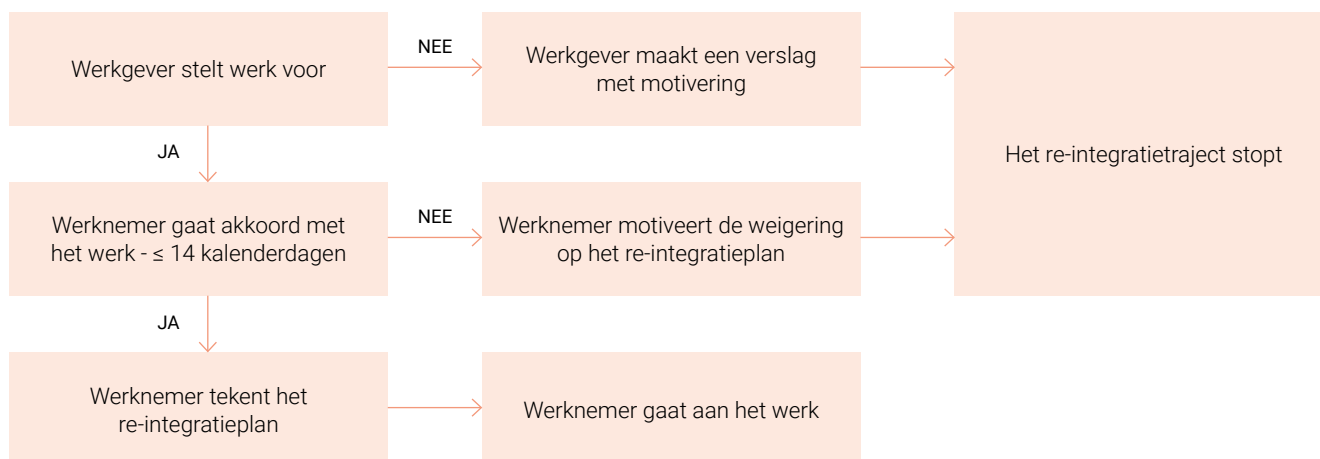 Werkgever stelt werk voor
NEE
Werkgever maakt een verslag
met motivering
Het re-integratietraject stopt
JA
Werknemer gaat akkoord met
het werk - ≤ 14 kalenderdagen
NEE
Werknemer motiveert de weigering
op het re-integratieplan
JA
Werknemer tekent het
re-integratieplan
Werknemer gaat aan het werk